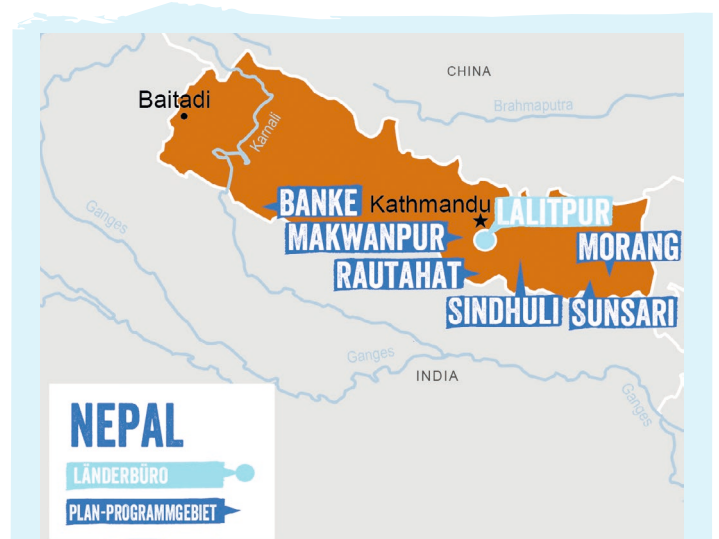 CHINA
Baitadi
Brahmaputra
Karnali
BANKE
Kathmandu
LALITPUR
Ganges
MAKWANPUR
MORANG
RAUTAHAT
SINDHULI
SUNSARI
Ganges
INDIA
Ganges
NEPAL
LÄNDERBÜRO
PLAN-PROGRAMMGEBIET